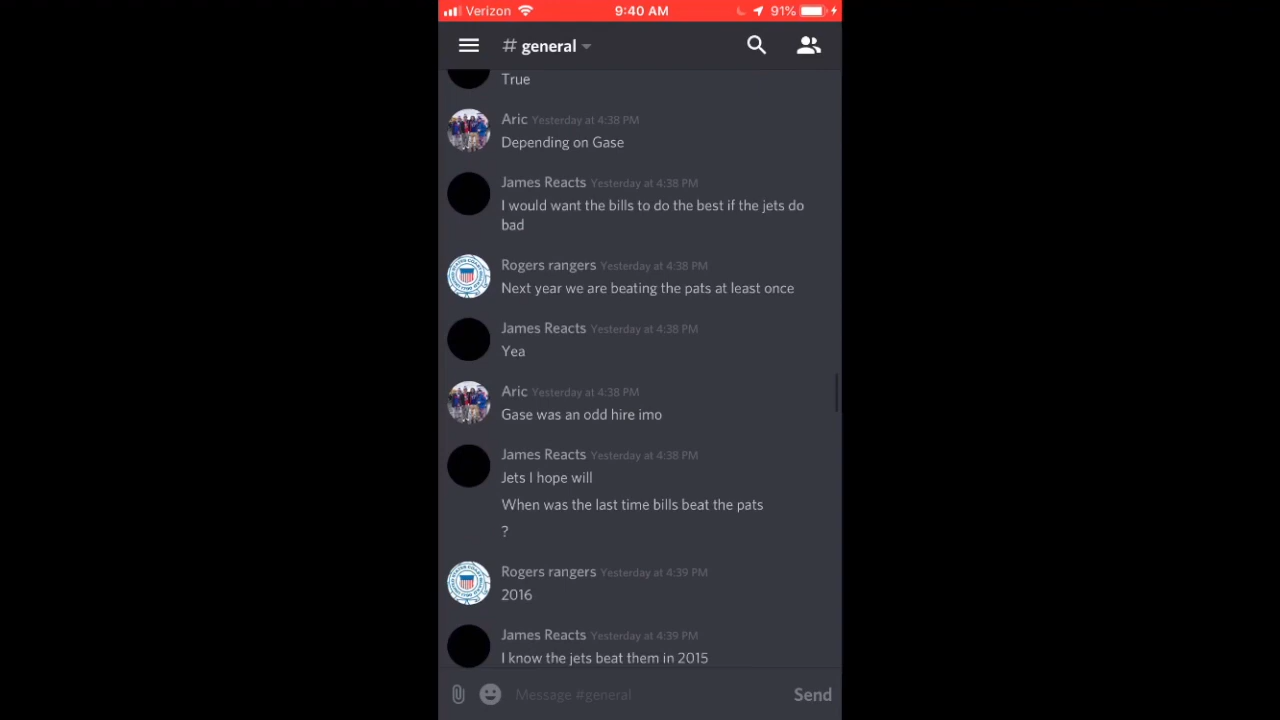 Verizon 9:40 AM 91%
# general
True
Aric Yesterday at 4:38 PM
Depending on Gase
James Reacts Yesterday at 4:38 PM
I would want the bills to do the best if the jets do
bad
Rogers rangers Yesterday at 4:38 PM
Next year we are beating the pats at least once
James Reacts Yesterday at 4:38 PM
Yea
Aric Yesterday at 4:38 PM
Gase was an odd hire imo
James Reacts Yesterday at 4:38 PM
Jets I hope will
When was the last time bills beat the pats
?
Rogers rangers Yesterday at 4:39 PM
2016
James Reacts Yesterday at 4:39 PM
I know the jets beat them in 2015
Message #general Send